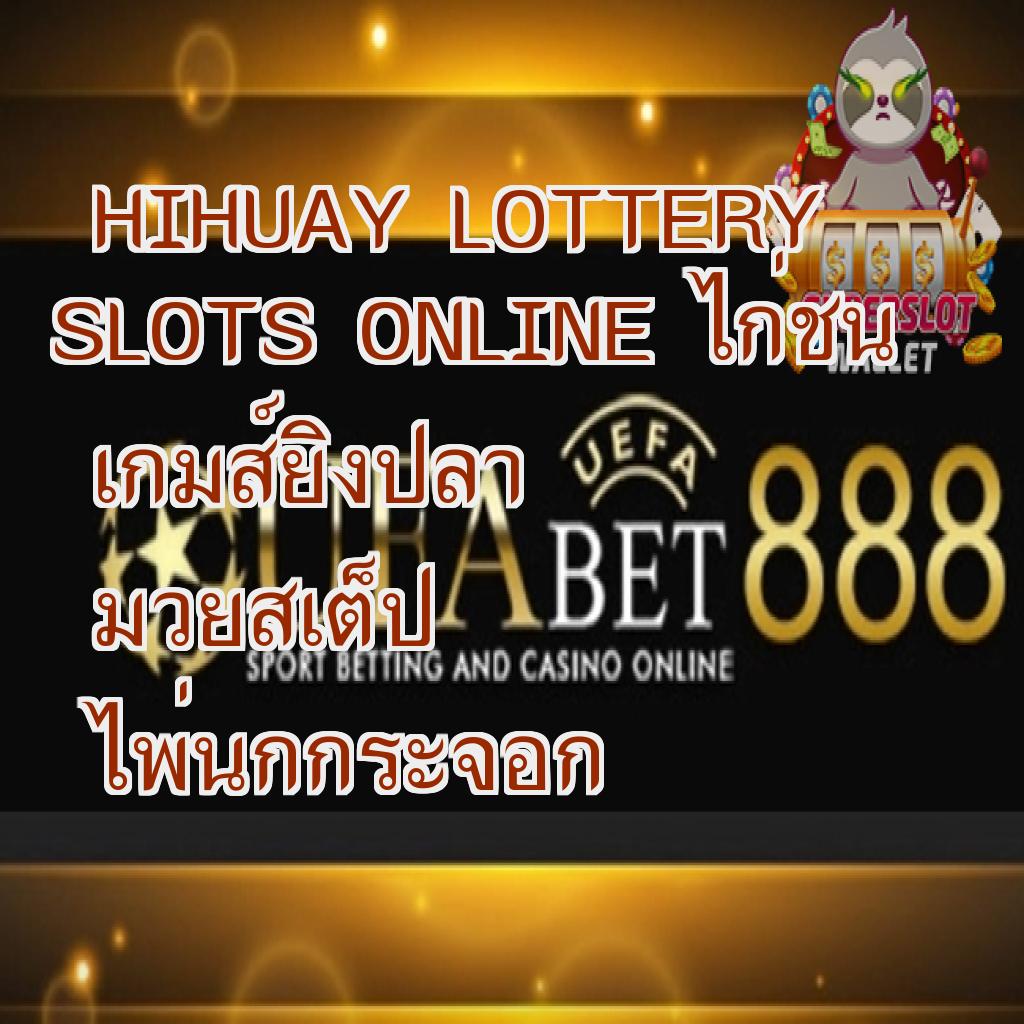 HIHUAY LOTTERY
SLOTS ONLINE ไก่ชน
SUPERSLOT
WALLET
เกมส์ยิงปลา
UEFA
UFABET888
มวยสเต็ป
SPORT BETTING AND CASINO ONLINE
ไพ่นกกระจอก